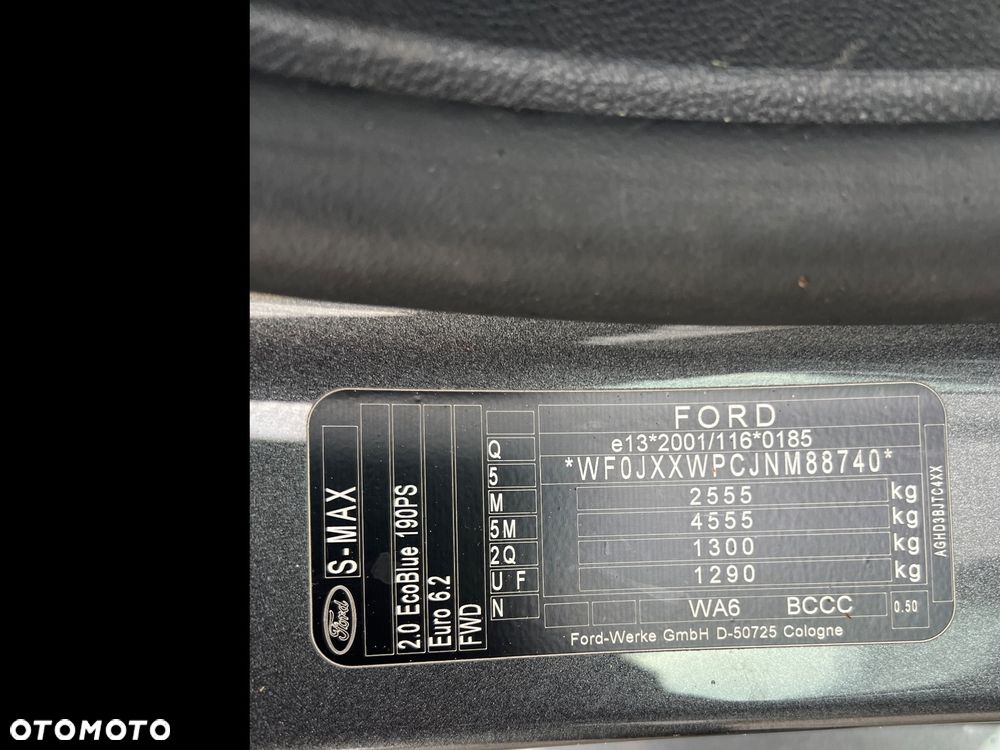 FORD
e13*2001/116*0185
*WF0JXXWPCJNM88740*
2555 kg
4555 kg
1300 kg
1290 kg
WA6 BCCC 0.50
Ford-Werke GmbH D-50725 Cologne
Q
5
M
5M
2Q
U F
N
Ford
S-MAX
2.0 EcoBlue 190PS
Euro 6.2
FWD
AGHD3BJTC4XX
OTOMOTO